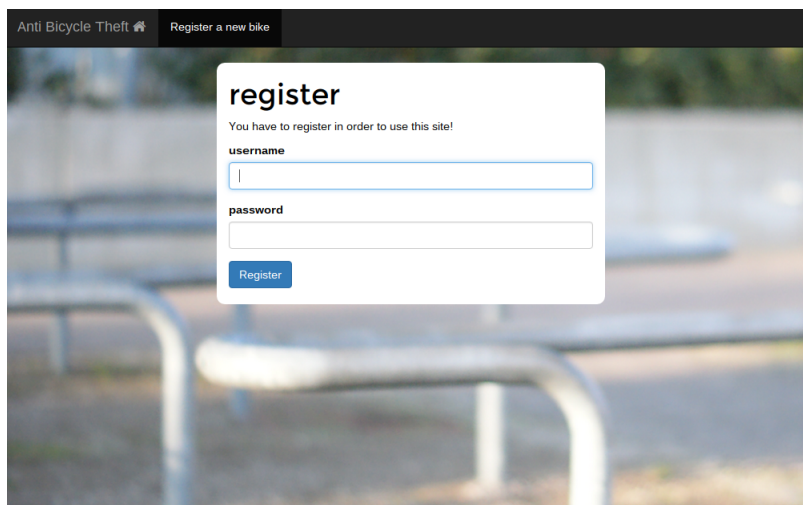 Anti Bicycle Theft
Register a new bike
register
You have to register in order to use this site!
username
password
Register